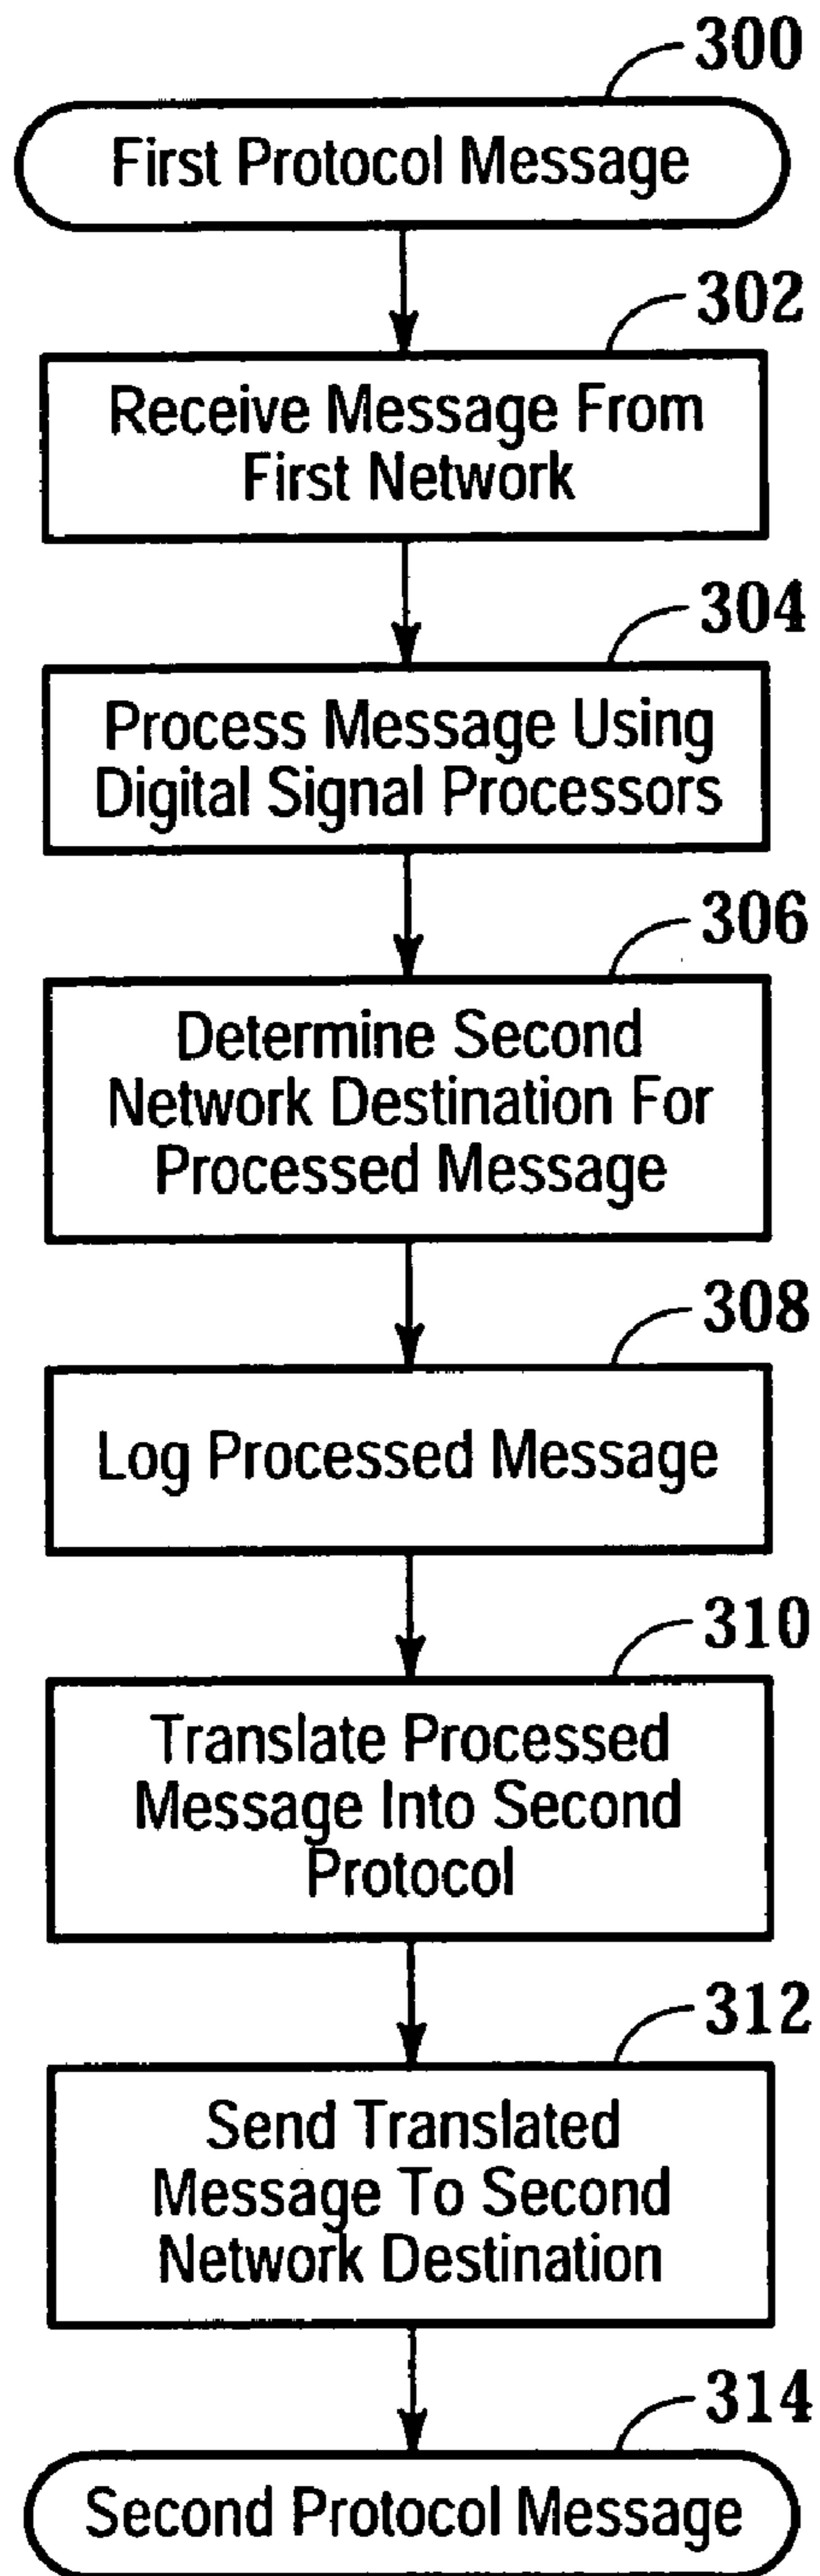 300
First Protocol Message
302
Receive Message From
First Network
304
Process Message Using
Digital Signal Processors
306
Determine Second
Network Destination For
Processed Message
308
Log Processed Message
310
Translate Processed
Message Into Second
Protocol
312
Send Translated
Message To Second
Network Destination
314
Second Protocol Message